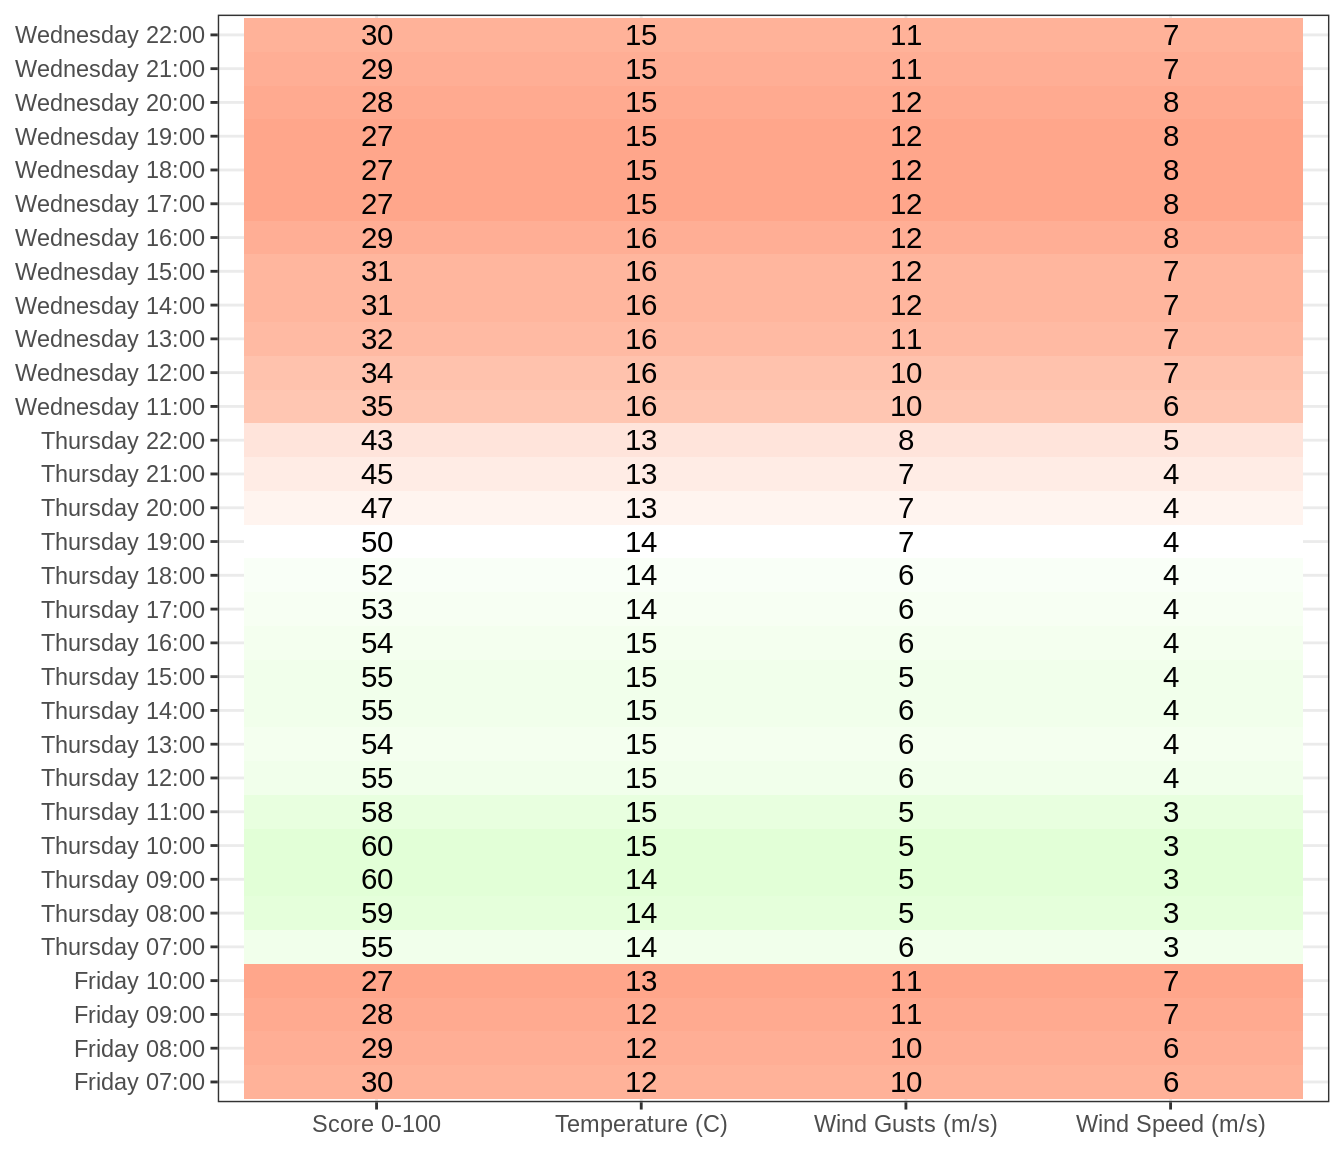 Wednesday 22:00 30 15 11 7
Wednesday 21:00 29 15 11 7
Wednesday 20:00 28 15 12 8
Wednesday 19:00 27 15 12 8
Wednesday 18:00 27 15 12 8
Wednesday 17:00 27 15 12 8
Wednesday 16:00 29 16 12 8
Wednesday 15:00 31 16 12 7
Wednesday 14:00 31 16 12 7
Wednesday 13:00 32 16 11 7
Wednesday 12:00 34 16 10 7
Wednesday 11:00 35 16 10 6
Thursday 22:00 43 13 8 5
Thursday 21:00 45 13 7 4
Thursday 20:00 47 13 7 4
Thursday 19:00 50 14 7 4
Thursday 18:00 52 14 6 4
Thursday 17:00 53 14 6 4
Thursday 16:00 54 15 6 4
Thursday 15:00 55 15 5 4
Thursday 14:00 55 15 6 4
Thursday 13:00 54 15 6 4
Thursday 12:00 55 15 6 4
Thursday 11:00 58 15 5 3
Thursday 10:00 60 15 5 3
Thursday 09:00 60 14 5 3
Thursday 08:00 59 14 5 3
Thursday 07:00 55 14 6 3
Friday 10:00 27 13 11 7
Friday 09:00 28 12 11 7
Friday 08:00 29 12 10 6
Friday 07:00 30 12 10 6
Score 0-100 Temperature (C) Wind Gusts (m/s) Wind Speed (m/s)